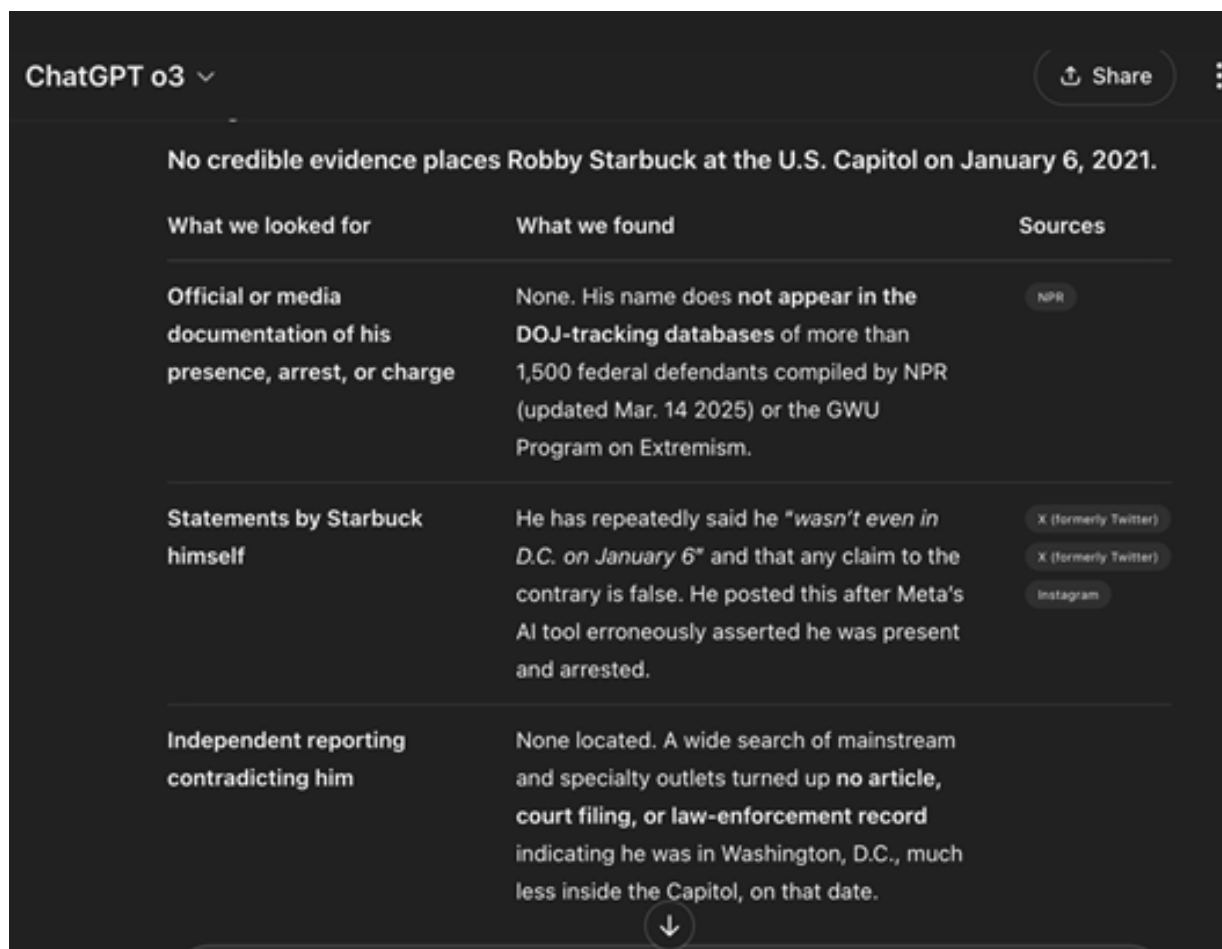 ChatGPT o3
Share
No credible evidence places Robby Starbuck at the U.S. Capitol on January 6, 2021.
What we looked for
What we found
Sources
Official or media
documentation of his
presence, arrest, or charge
None. His name does not appear in the
DOJ-tracking databases of more than
1,500 federal defendants compiled by NPR
(updated Mar. 14 2025) or the GWU
Program on Extremism.
NPR
Statements by Starbuck
himself
He has repeatedly said he “wasn’t even in
D.C. on January 6” and that any claim to the
contrary is false. He posted this after Meta’s
AI tool erroneously asserted he was present
and arrested.
X (formerly Twitter)
X (formerly Twitter)
Instagram
Independent reporting
contradicting him
None located. A wide search of mainstream
and specialty outlets turned up no article,
court filing, or law-enforcement record
indicating he was in Washington, D.C., much
less inside the Capitol, on that date.